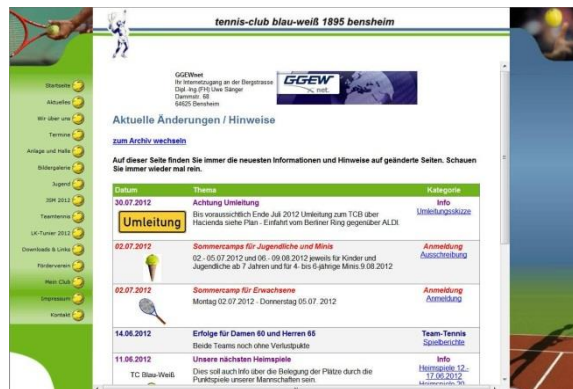 tennis-club blau-weiß 1895 bensheim
GGEWnet
Ihr Internetzugang an der Bergstrasse
Dipl.-Ing.(FH) Uwe Sänger
Dammstr. 68
64625 Bensheim
GGEW
net.
Startseite
Aktuelles
Wir über uns
Termine
Anlage und Halle
Bildergalerie
Jugend
Teamtennis
LK-Turnier 2012
Downloads & Links
Förderverein
Mein Club
Impressum
Kontakt
Aktuelle Änderungen / Hinweise
zum Archiv wechseln
Auf dieser Seite finden Sie immer die neuesten Informationen und Hinweise auf geänderte Seiten. Schauen
Sie immer wieder mal rein.
Datum Thema Kategorie
30.07.2012 Achtung Umleitung Info
Umleitung
Bis voraussichtlich Ende Juli 2012 Umleitung zum TCB über
Hacienda siehe Plan - Einfahrt vom Berliner Ring gegenüber ALDI.
Umleitungsskizze
02.07.2012 Sommercamps für Jugendliche und Minis Anmeldung
02.- 05.07.2012 und 06.- 09.08.2012 jeweils für Kinder und
Jugendliche ab 7 Jahren und für 4- bis 6-jährige Minis.9.08.2012
Ausschreibung
02.07.2012 Sommercamp für Erwachsene Anmeldung
Montag 02.07.2012 - Donnerstag 05.07. 2012
Anmeldung
14.06.2012 Erfolge für Damen 60 und Herren 65 Team-Tennis
Beide Teams noch ohne Verlustpukte
Spielberichte
11.06.2012 Unsere nächsten Heimspiele Info
TC Blau-Weiß
Dies soll auch Info über die Belegung der Plätze durch die
Punktspiele unserer Mannschaften sein.
Heimspiele 12.-
17.06.2012